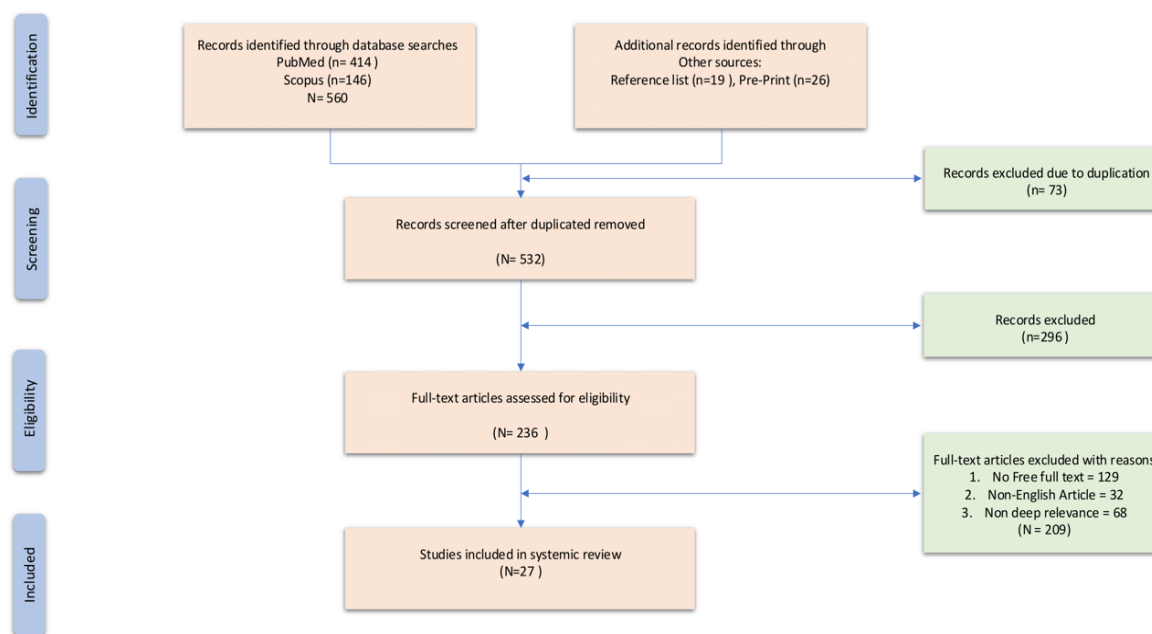 Identification
Records identified through database searches
PubMed (n= 414 )
Scopus (n=146)
N= 560
Additional records identified through
Other sources:
Reference list (n=19 ), Pre-Print (n=26)
Records excluded due to duplication
(n= 73)
Screening
Records screened after duplicated removed
(N= 532)
Records excluded
(n=296 )
Eligibility
Full-text articles assessed for eligibility
(N= 236 )
Full-text articles excluded with reasons
1. No Free full text = 129
2. Non-English Article = 32
3. Non deep relevance = 68
(N = 209)
Included
Studies included in systemic review
(N=27 )